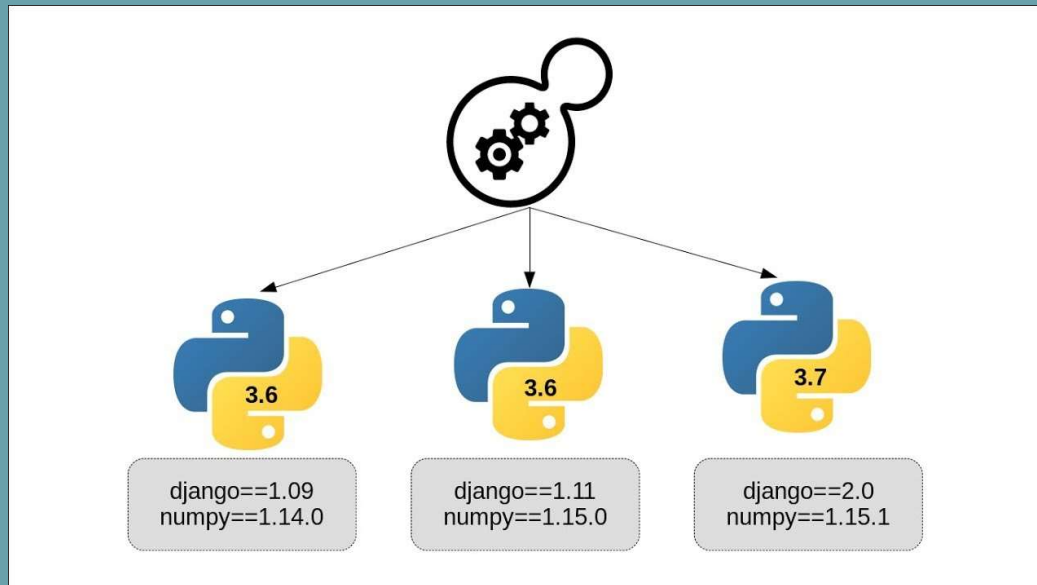 3.6
3.6
3.7
django==1.09
numpy==1.14.0
django==1.11
numpy==1.15.0
django==2.0
numpy==1.15.1